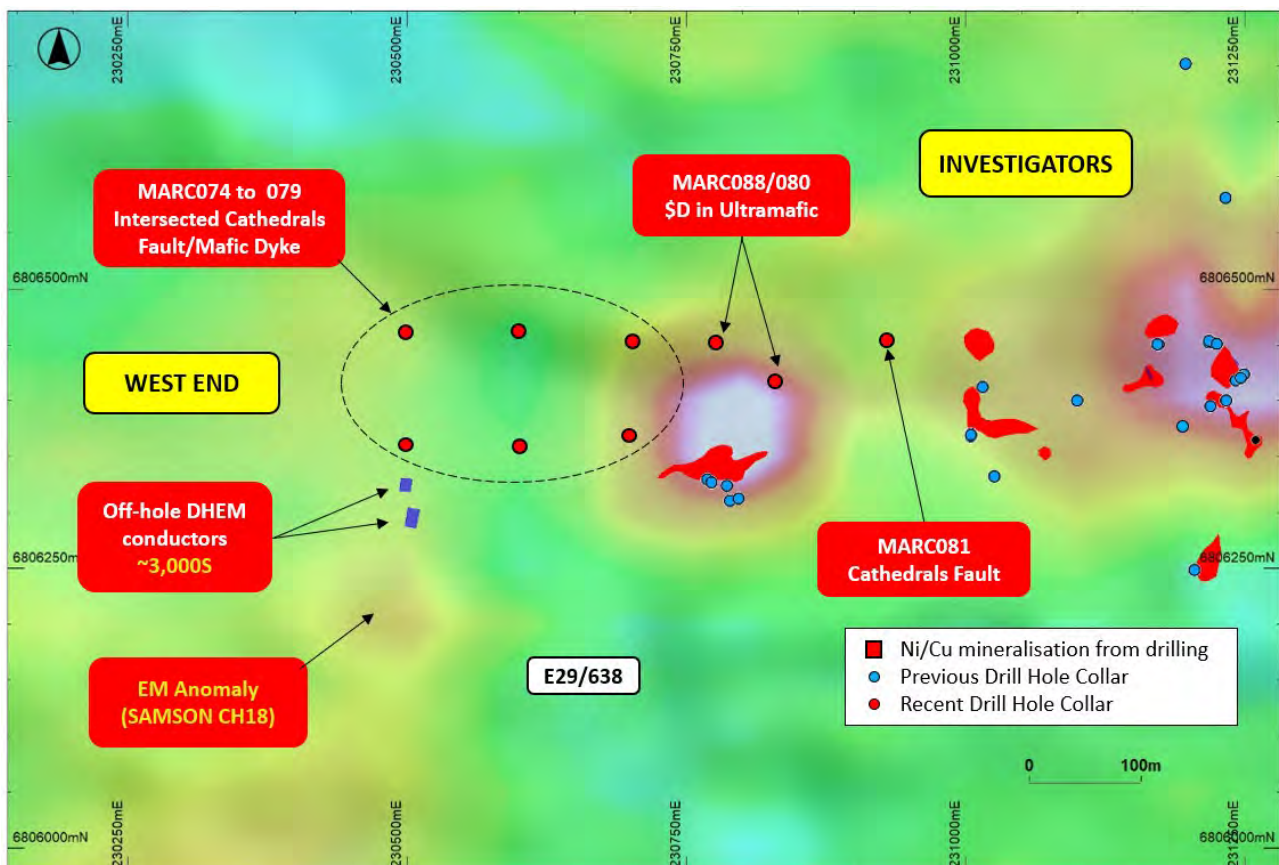 230250mE
230500mE
230750mE
231000mE
231250mE
INVESTIGATORS
MARC074 to 079
Intersected Cathedrals
Fault/Mafic Dyke
MARC088/080
$D in Ultramafic
6806500mN
6806500mN
WEST END
Off-hole DHEM
conductors
~3,000S
MARC081
Cathedrals Fault
6806250mN
6806250mN
EM Anomaly
(SAMSON CH18)
E29/638
Ni/Cu mineralisation from drilling
Previous Drill Hole Collar
Recent Drill Hole Collar
0
100m
6806000mN
6806000mN
230250mE
230500mE
230750mE
231000mE
231250mE